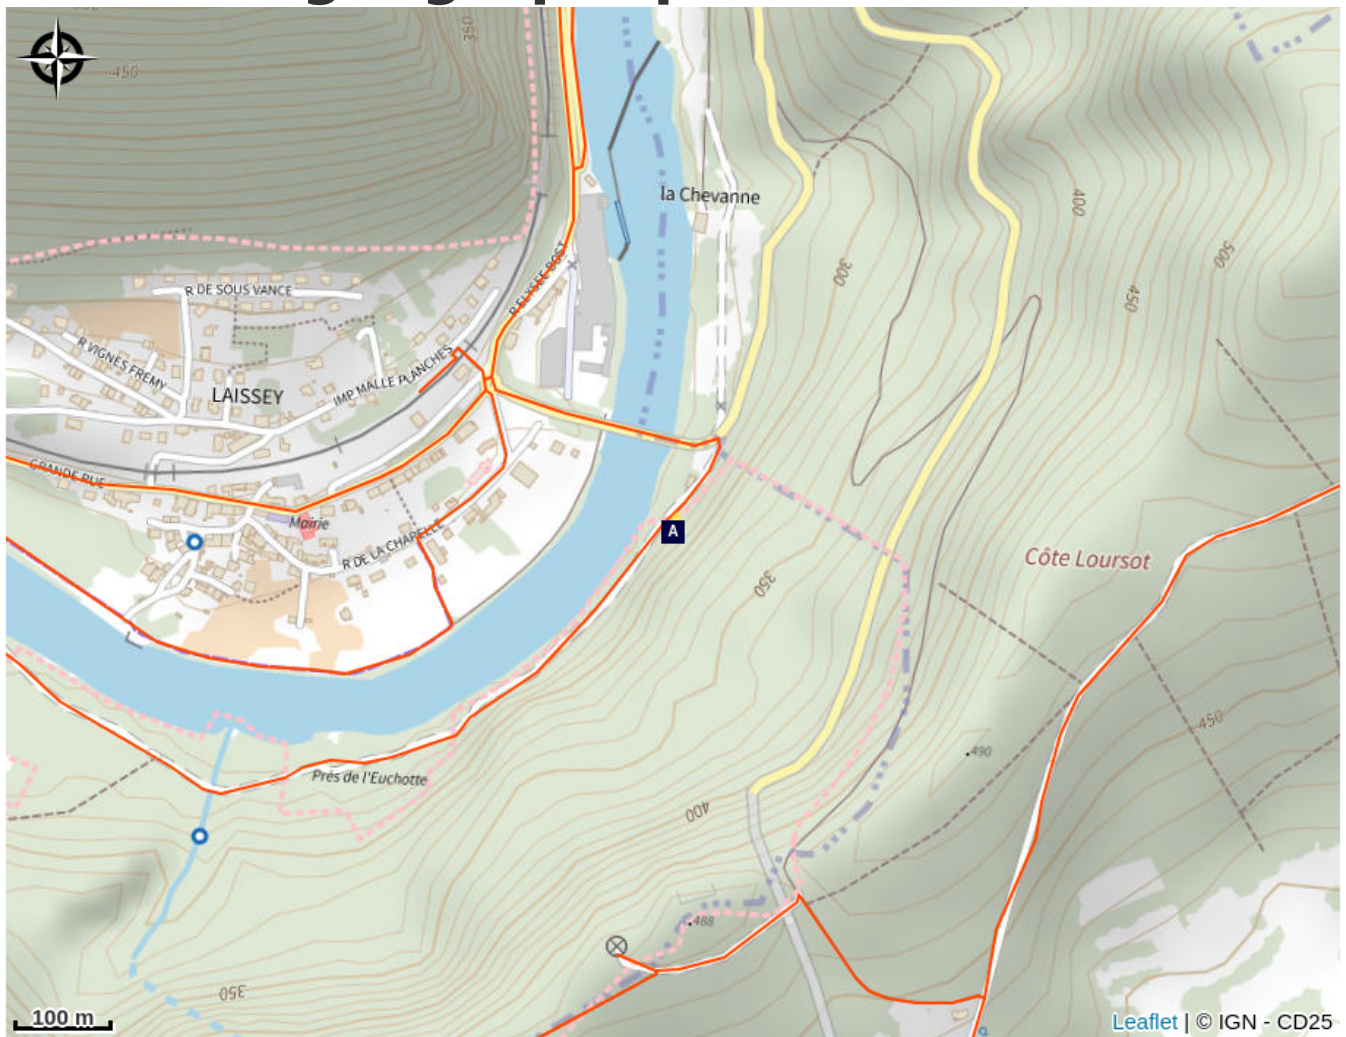 350
450
la Chevanne
400
500
R DE SOUS VANCE
R ELYSEE BOST
300
450
R VIGNES FREMY
IMP MALLE PLANCHES
LAISSEY
GRANDE RUE
Mairie
A
R DE LA CHAPELLE
Côte Loursot
350
450
490
Prés de l'Euchotte
400
488
350
100 m
Leaflet | © IGN - CD25